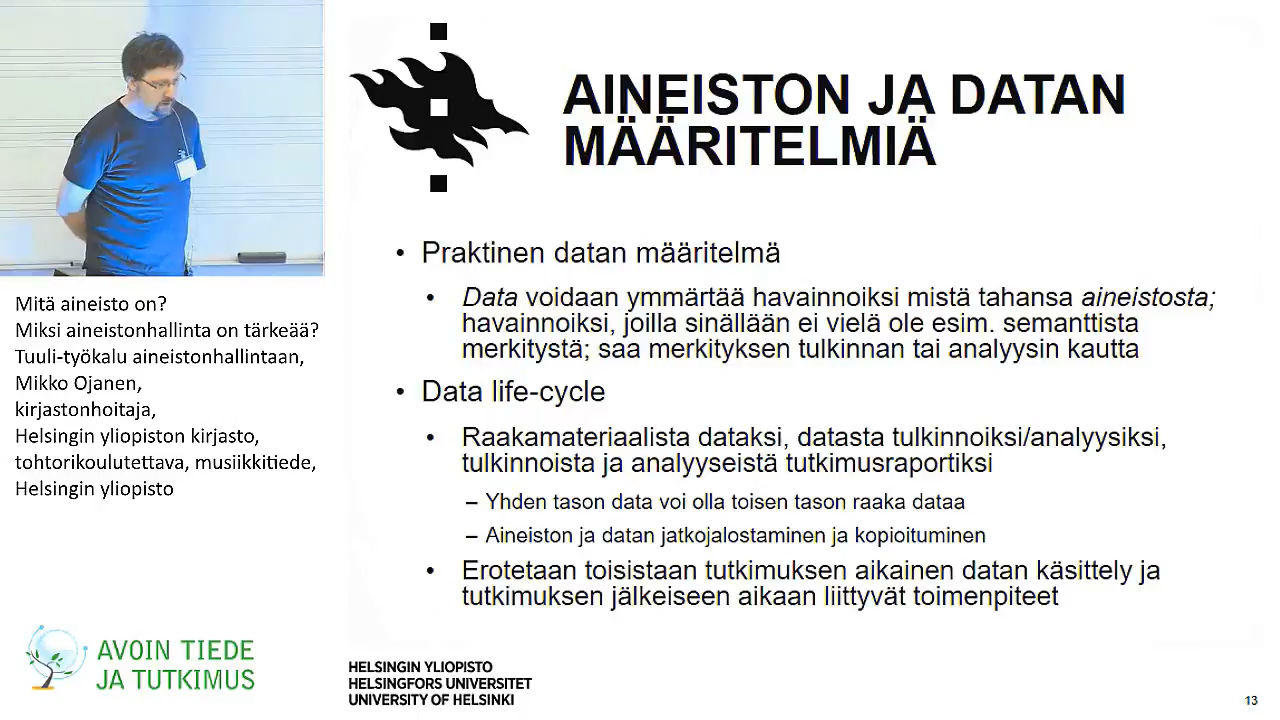 AINEISTON JA DATAN
MÄÄRITELMIÄ
• Praktinen datan määritelmä
• Data voidaan ymmärtää havainnoiksi mistä tahansa aineistosta;
havainnoiksi, joilla sinällään ei vielä ole esim. semanttista
merkitystä; saa merkityksen tulkinnan tai analyysin kautta
• Data life-cycle
• Raakamateriaalista dataksi, datasta tulkinnoiksi/analyysiksi,
tulkinnoista ja analyyseistä tutkimusraportiksi
– Yhden tason data voi olla toisen tason raaka dataa
– Aineiston ja datan jatkojalostaminen ja kopioituminen
• Erotetaan toisistaan tutkimuksen aikainen datan käsittely ja
tutkimuksen jälkeiseen aikaan liittyvät toimenpiteet
Mitä aineisto on?
Miksi aineistonhallinta on tärkeää?
Tuuli-työkalu aineistonhallintaan,
Mikko Ojanen,
kirjastonhoitaja,
Helsingin yliopiston kirjasto,
tohtorikoulutettava, musiikkitiede,
Helsingin yliopisto
AVOIN TIEDE
JA TUTKIMUS
HELSINGIN YLIOPISTO
HELSINGFORS UNIVERSITET
UNIVERSITY OF HELSINKI
13